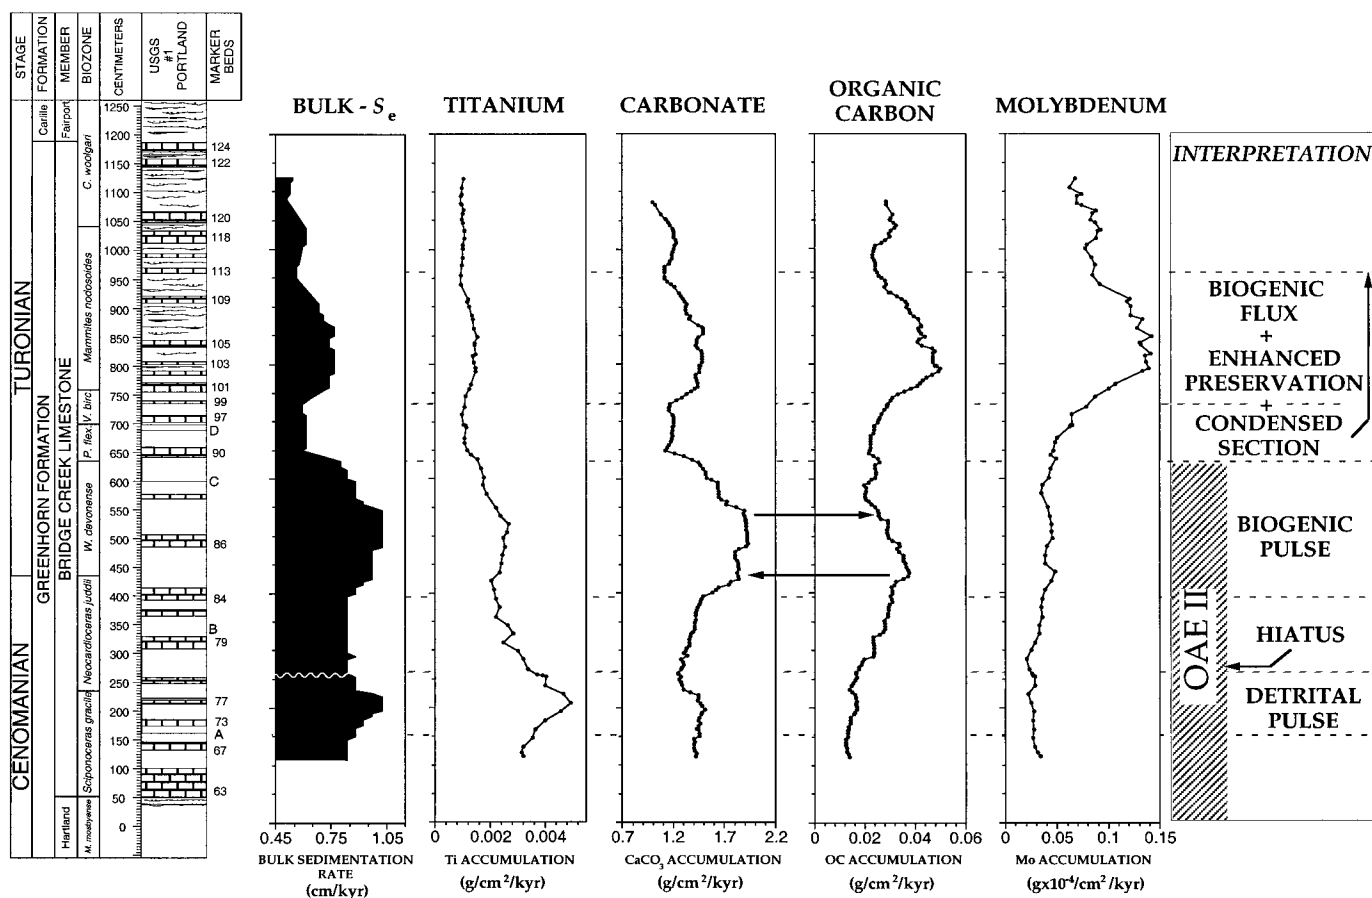 STAGE
FORMATION
MEMBER
BIOZONE
CENTIMETERS
USGS
#1
PORTLAND
MARKER
BEDS
TURONIAN
CENOMANIAN
Carlile
GREENHORN FORMATION
Fairport
BRIDGE CREEK LIMESTONE
Hartland
C. woolgari
Mammites nodosoides
V. birc.
P. flex.
W. devonense
Neocardioceras juddii
Sciponoceras gracile
M. mosbyense
1250
1200
1150
1100
1050
1000
950
900
850
800
750
700
650
600
550
500
450
400
350
300
250
200
150
100
50
0
124
122
120
118
113
109
105
103
101
99
97
D
90
C
86
84
B
79
77
73
A
67
63
BULK - Se
0.45 0.75 1.05
BULK SEDIMENTATION
RATE
(cm/kyr)
TITANIUM
0 0.002 0.004
Ti ACCUMULATION
(g/cm2/kyr)
CARBONATE
0.7 1.2 1.7 2.2
CaCO3 ACCUMULATION
(g/cm2/kyr)
ORGANIC
CARBON
0 0.02 0.04 0.06
OC ACCUMULATION
(g/cm2/kyr)
MOLYBDENUM
0 0.05 0.1 0.15
Mo ACCUMULATION
(gx10-4/cm2/kyr)
INTERPRETATION
BIOGENIC
FLUX
+
ENHANCED
PRESERVATION
+
CONDENSED
SECTION
OAE II
BIOGENIC
PULSE
HIATUS
DETRITAL
PULSE